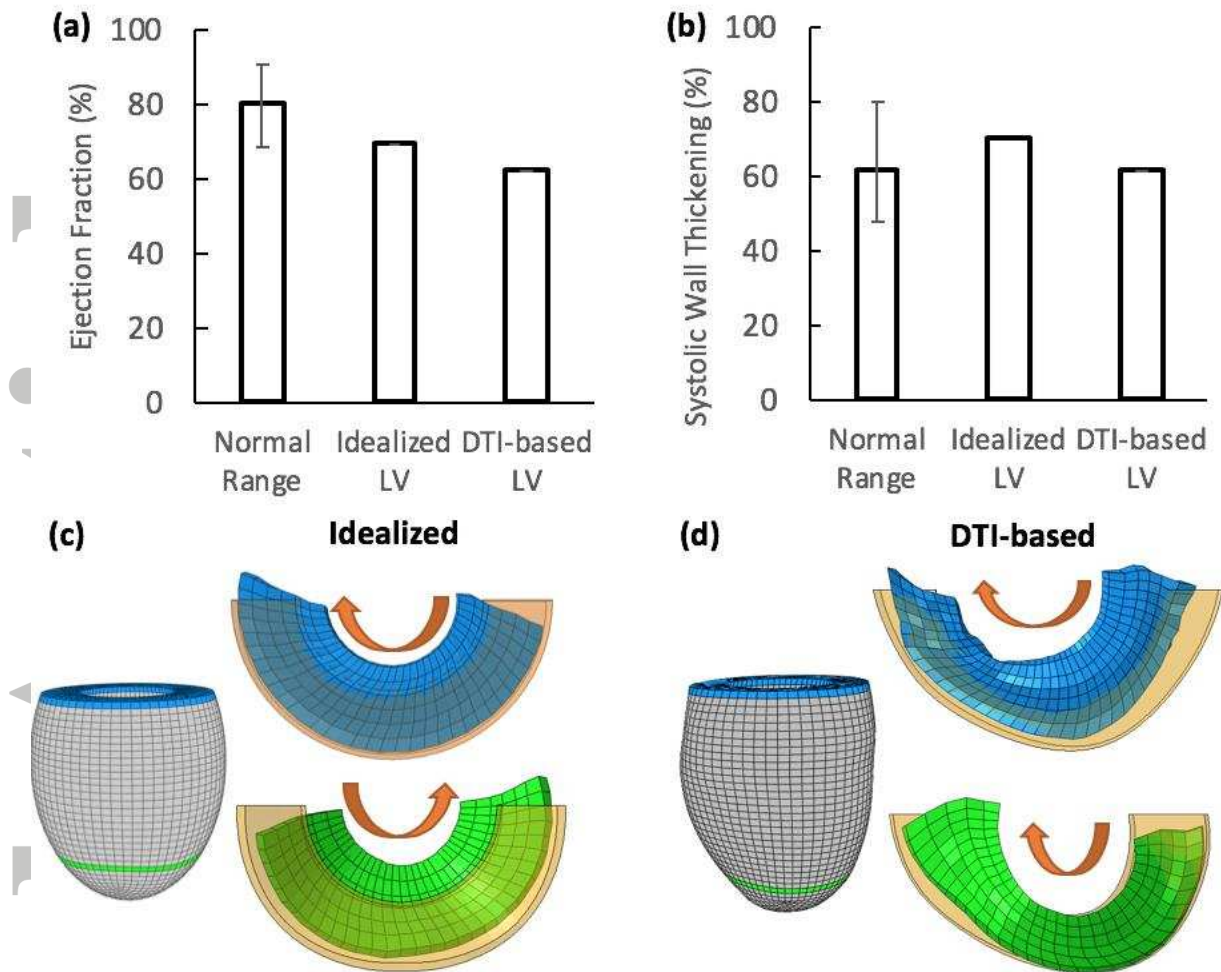 (a)
100
80
60
40
20
0
Ejection Fraction (%)
Normal Range
Idealized LV
DTI-based LV
(b)
100
80
60
40
20
0
Systolic Wall Thickening (%)
Normal Range
Idealized LV
DTI-based LV
(c)
Idealized
(d)
DTI-based